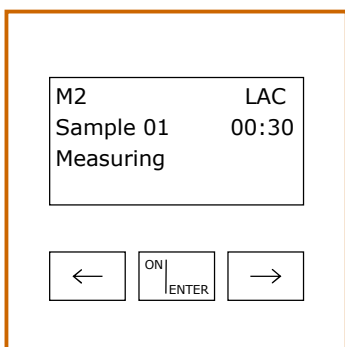 M2 LAC
Sample 01 00:30
Measuring
← ON ENTER →